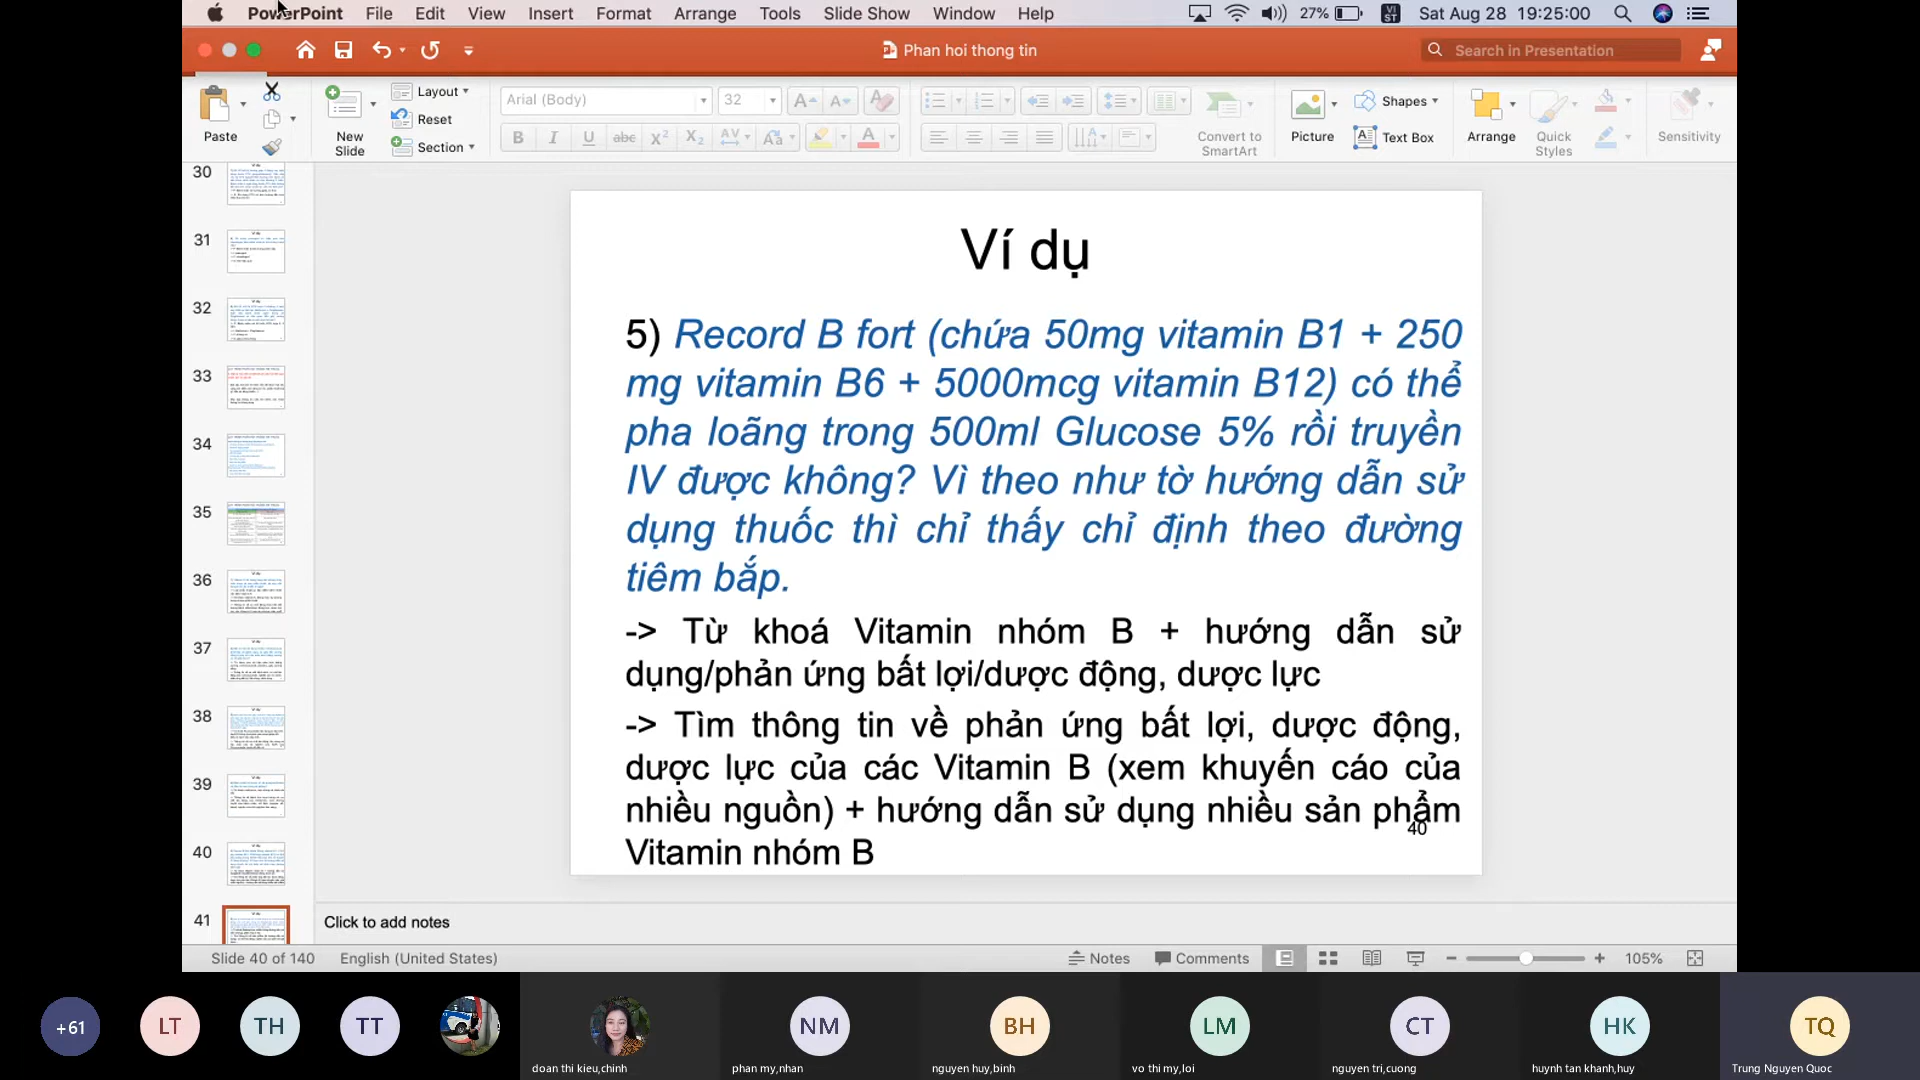 PowerPoint File Edit View Insert Format Arrange Tools Slide Show Window Help 27% VI ST Sat Aug 28 19:25:00
Phan hoi thong tin
Search in Presentation
Paste
New Slide
Layout
Reset
Section
Arial (Body) 32
Convert to SmartArt
Picture
Shapes
Text Box
Arrange
Quick Styles
Sensitivity
30
31
32
33
34
35
36
37
38
39
40
41
Ví dụ
5) Record B fort (chứa 50mg vitamin B1 + 250
mg vitamin B6 + 5000mcg vitamin B12) có thể
pha loãng trong 500ml Glucose 5% rồi truyền
IV được không? Vì theo như tờ hướng dẫn sử
dụng thuốc thì chỉ thấy chỉ định theo đường
tiêm bắp.
-> Từ khoá Vitamin nhóm B + hướng dẫn sử
dụng/phản ứng bất lợi/dược động, dược lực
-> Tìm thông tin về phản ứng bất lợi, dược động,
dược lực của các Vitamin B (xem khuyến cáo của
nhiều nguồn) + hướng dẫn sử dụng nhiều sản phẩm
Vitamin nhóm B
40
Click to add notes
Slide 40 of 140 English (United States) Notes Comments 105%
+61 LT TH TT NM BH LM CT HK TQ
doan thi kieu,chinh phan my,nhan nguyen huy,binh vo thi my,loi nguyen tri,cuong huynh tan khanh,huy Trung Nguyen Quoc